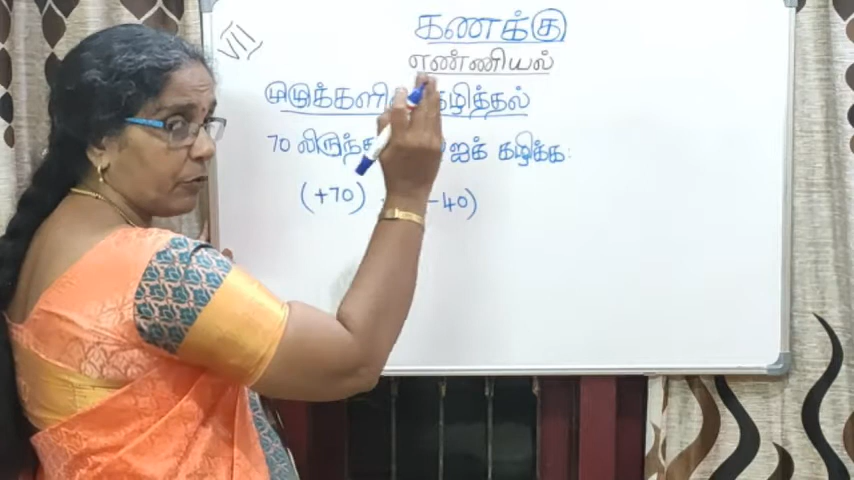 VII
கணக்கு
எண்ணியல்
முழுக்களின் கழித்தல்
70 லிருந்து ஐக் கழிக்க:
(+70) -40)